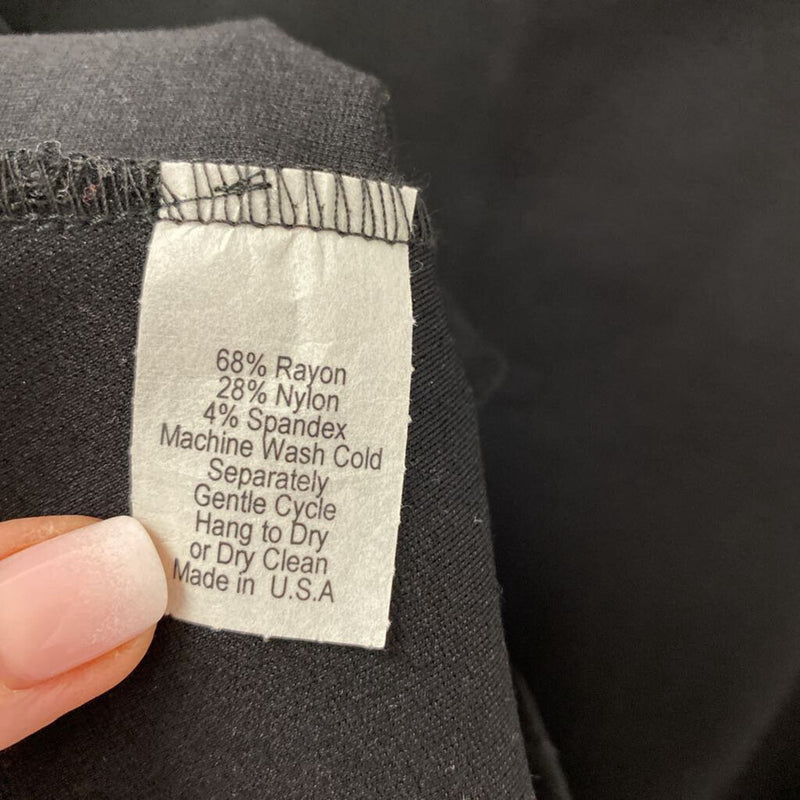 68% Rayon
28% Nylon
4% Spandex
Machine Wash Cold
Separately
Gentle Cycle
Hang to Dry
or Dry Clean
Made in U.S.A